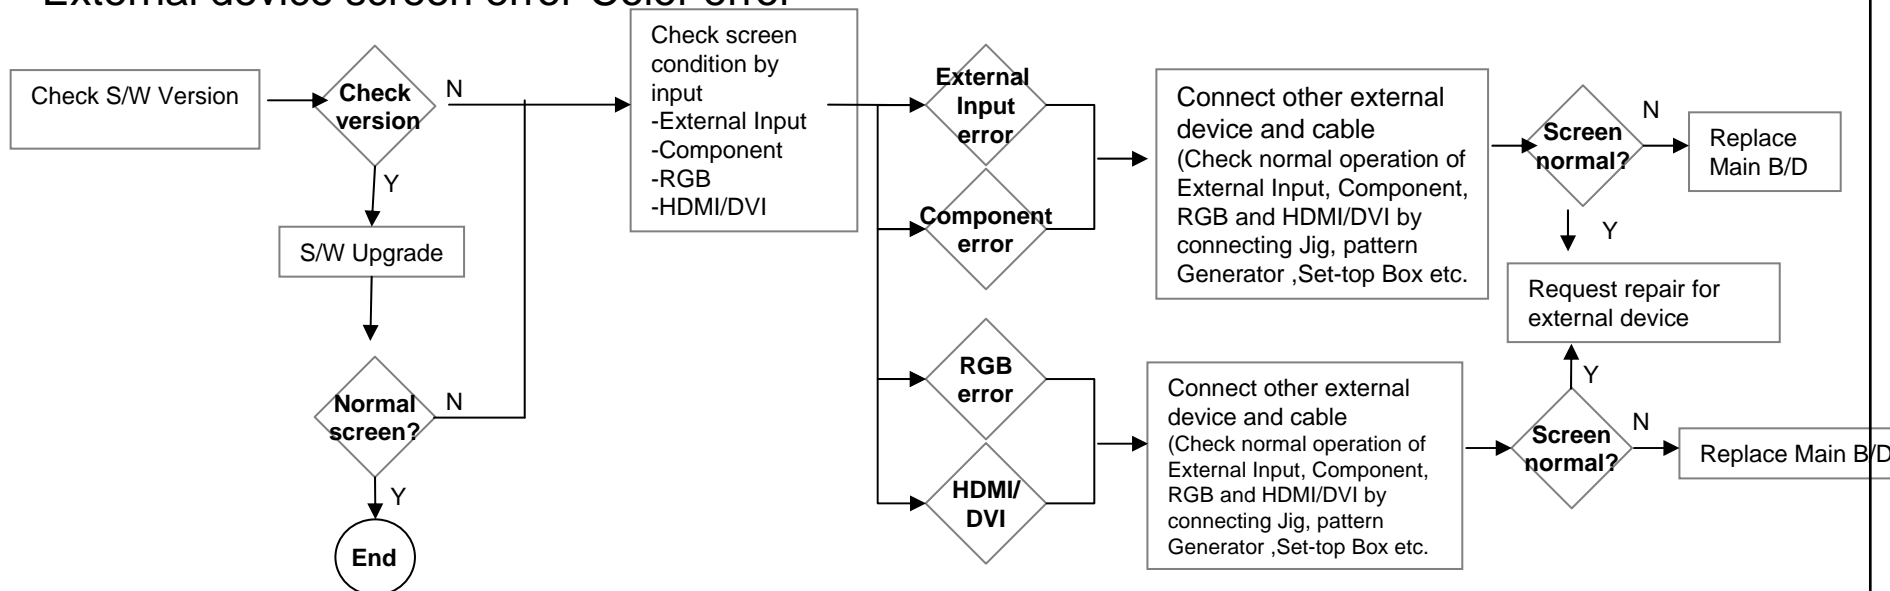 External device screen error-Color error
Check S/W Version
Check
version
N
Y
S/W Upgrade
Normal
screen?
N
Y
End
Check screen
condition by
input
-External Input
-Component
-RGB
-HDMI/DVI
External
Input
error
Component
error
RGB
error
HDMI/
DVI
Connect other external
device and cable
(Check normal operation of
External Input, Component,
RGB and HDMI/DVI by
connecting Jig, pattern
Generator ,Set-top Box etc.
Connect other external
device and cable
(Check normal operation of
External Input, Component,
RGB and HDMI/DVI by
connecting Jig, pattern
Generator ,Set-top Box etc.
Screen
normal?
N
Replace
Main B/D
Y
Request repair for
external device
Y
Screen
normal?
N
Replace Main B/D